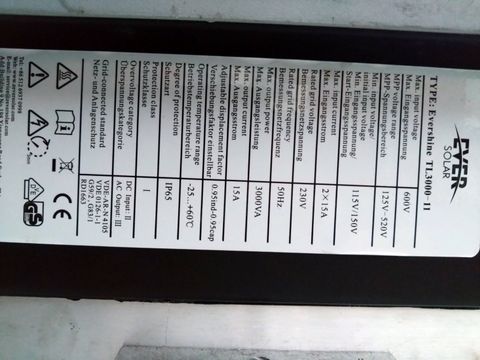 EVER
SOLAR
TYPE: Evershine TL3000-11
Max. input voltage
Max. Eingangsspannung
600V
MPP voltage range
MPP-Spannungsbereich
125V~520V
Min. input voltage/
Start input voltage
Min. Eingangsspannung/
Start-Eingangsspannung
115V/150V
Max. input current
Max. Eingangsstrom
2×15A
Rated grid voltage
Bemessungsnetzspannung
230V
Rated grid frequency
Bemessungsnetzfrequenz
50Hz
Max. output power
Max. Ausgangsleistung
3000VA
Max. output current
Max. Ausgangsstrom
15A
Adjustable displacement factor
Verschiebungsfaktor einstellbar
0.95ind-0.95cap
Operating temperature range
Betriebstemperaturbereich
-25...+60℃
Degree of protection
Schutzart
IP65
Protection class
Schutzklasse
I
Overvoltage category
Überspannungskategorie
DC Input: II
AC Output: III
Grid-connected standard
Netz- und Anlagenschutz
VDE-AR-N 4105
VDE 0126-1-1
G59/2, G83/1
RD1663
CE
GS